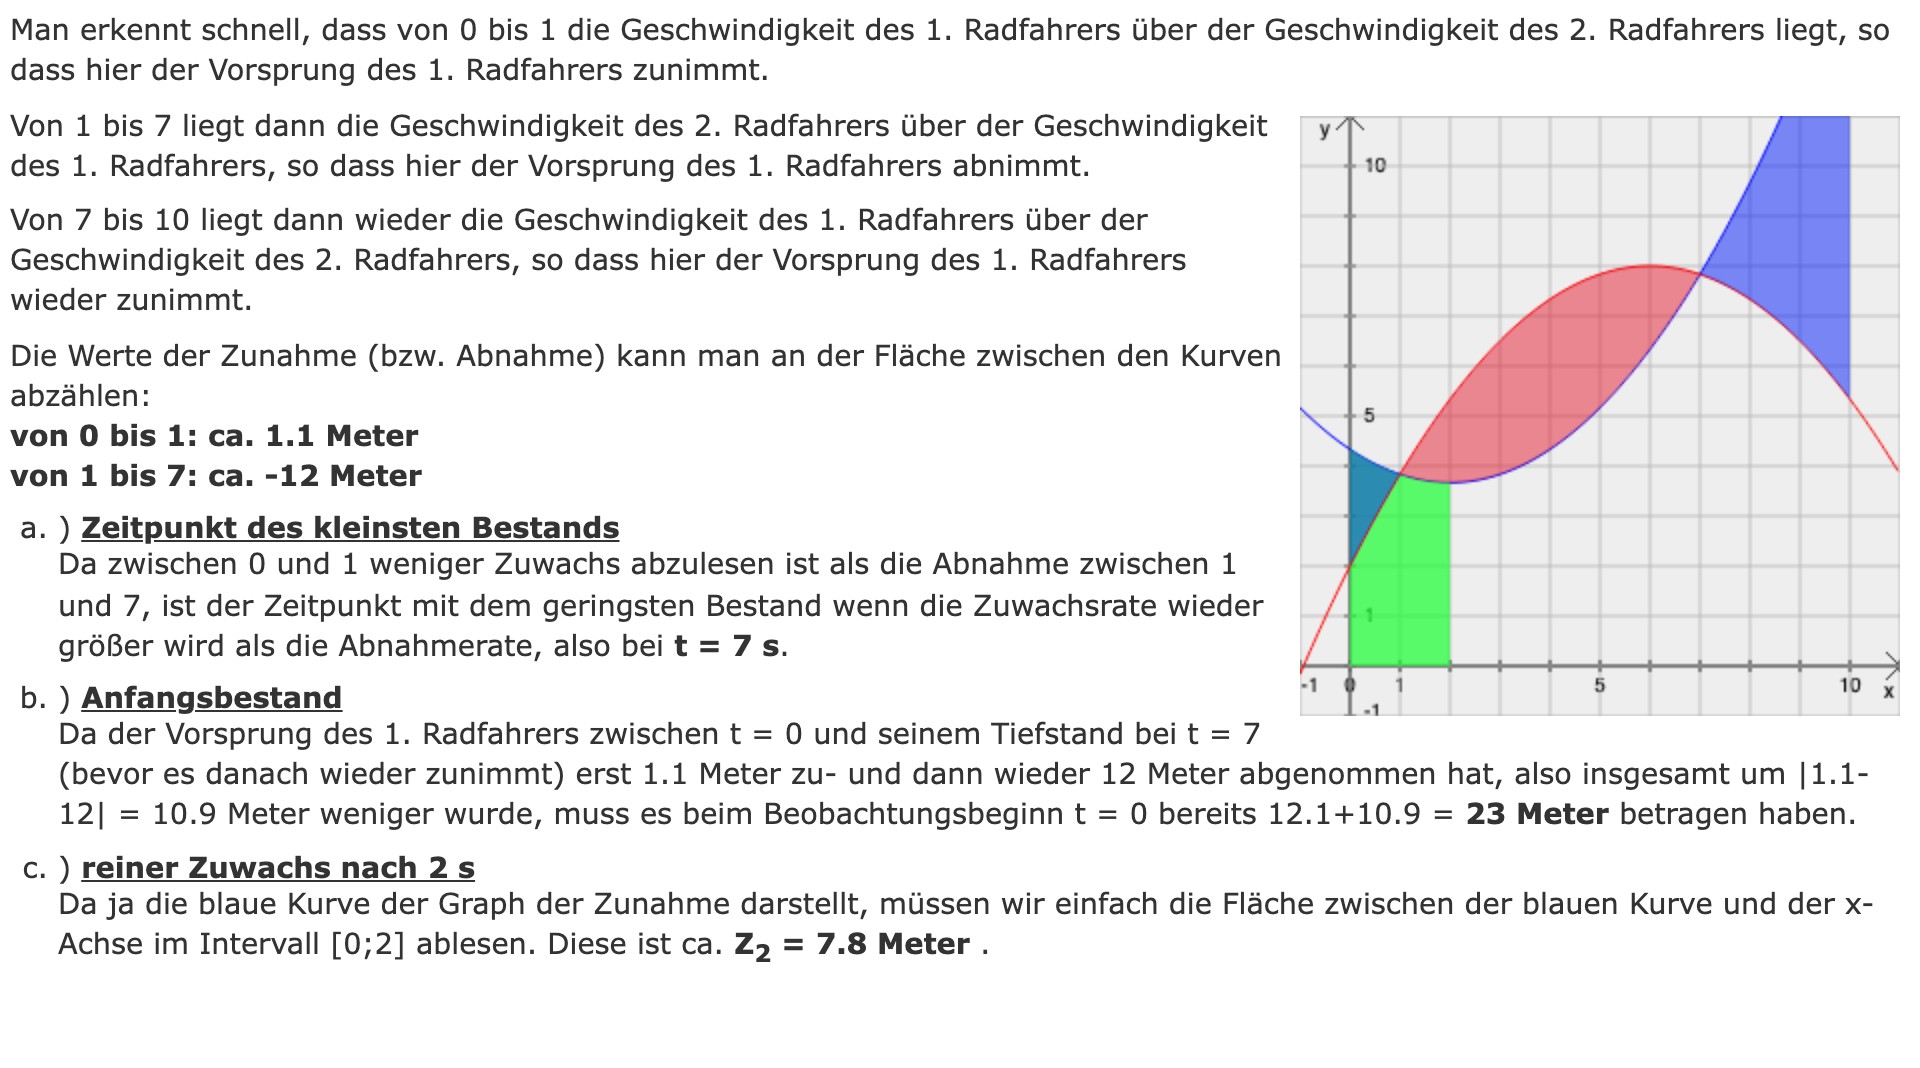 Man erkennt schnell, dass von 0 bis 1 die Geschwindigkeit des 1. Radfahrers über der Geschwindigkeit des 2. Radfahrers liegt, so
dass hier der Vorsprung des 1. Radfahrers zunimmt.
Von 1 bis 7 liegt dann die Geschwindigkeit des 2. Radfahrers über der Geschwindigkeit
des 1. Radfahrers, so dass hier der Vorsprung des 1. Radfahrers abnimmt.
Von 7 bis 10 liegt dann wieder die Geschwindigkeit des 1. Radfahrers über der
Geschwindigkeit des 2. Radfahrers, so dass hier der Vorsprung des 1. Radfahrers
wieder zunimmt.
Die Werte der Zunahme (bzw. Abnahme) kann man an der Fläche zwischen den Kurven
abzählen:
von 0 bis 1: ca. 1.1 Meter
von 1 bis 7: ca. -12 Meter
a. ) Zeitpunkt des kleinsten Bestands
Da zwischen 0 und 1 weniger Zuwachs abzulesen ist als die Abnahme zwischen 1
und 7, ist der Zeitpunkt mit dem geringsten Bestand wenn die Zuwachsrate wieder
größer wird als die Abnahmerate, also bei t = 7 s.
b. ) Anfangsbestand
Da der Vorsprung des 1. Radfahrers zwischen t = 0 und seinem Tiefstand bei t = 7
(bevor es danach wieder zunimmt) erst 1.1 Meter zu- und dann wieder 12 Meter abgenommen hat, also insgesamt um |1.1-
12| = 10.9 Meter weniger wurde, muss es beim Beobachtungsbeginn t = 0 bereits 12.1+10.9 = 23 Meter betragen haben.
c. ) reiner Zuwachs nach 2 s
Da ja die blaue Kurve der Graph der Zunahme darstellt, müssen wir einfach die Fläche zwischen der blauen Kurve und der x-
Achse im Intervall [0;2] ablesen. Diese ist ca. Z2 = 7.8 Meter .
y
10
5
1
-1 0 1 5 10 x
-1